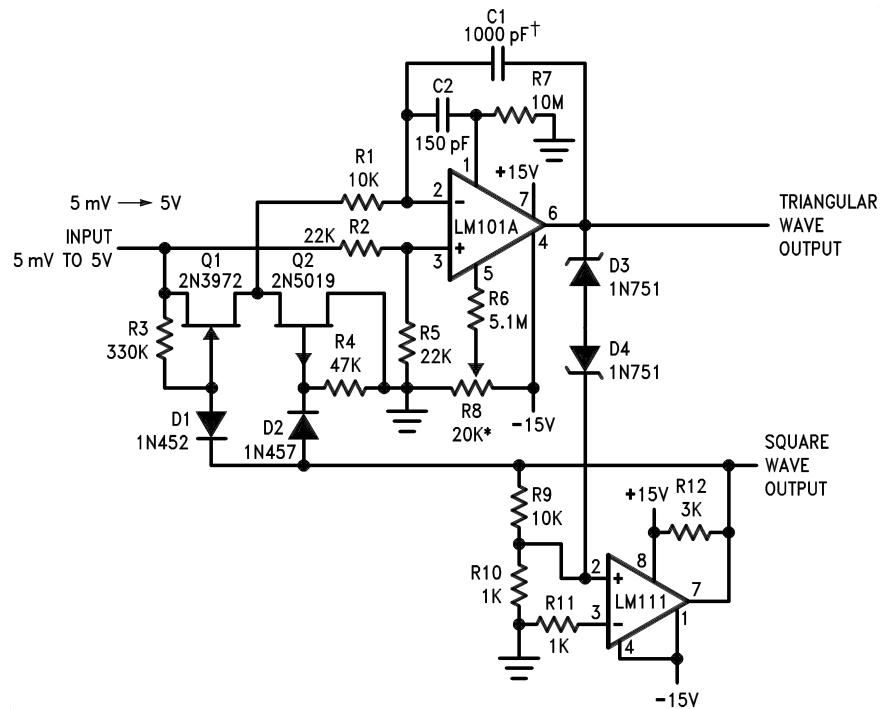 C1
1000 pF†
C2
150 pF
R7
10M
R1
10K
+15V
1
7
2
−
LM101A
6
5 mV → 5V
TRIANGULAR
WAVE
OUTPUT
INPUT
5 mV TO 5V
22K
R2
+
3
4
5
Q1
2N3972
Q2
2N5019
R6
5.1M
D3
1N751
R3
330K
R4
47K
R5
22K
D4
1N751
R8
20K*
−15V
D1
1N452
D2
1N457
SQUARE
WAVE
OUTPUT
R9
10K
+15V
R12
3K
8
2
+
R10
1K
LM111
7
R11
1K
3
−
1
4
−15V